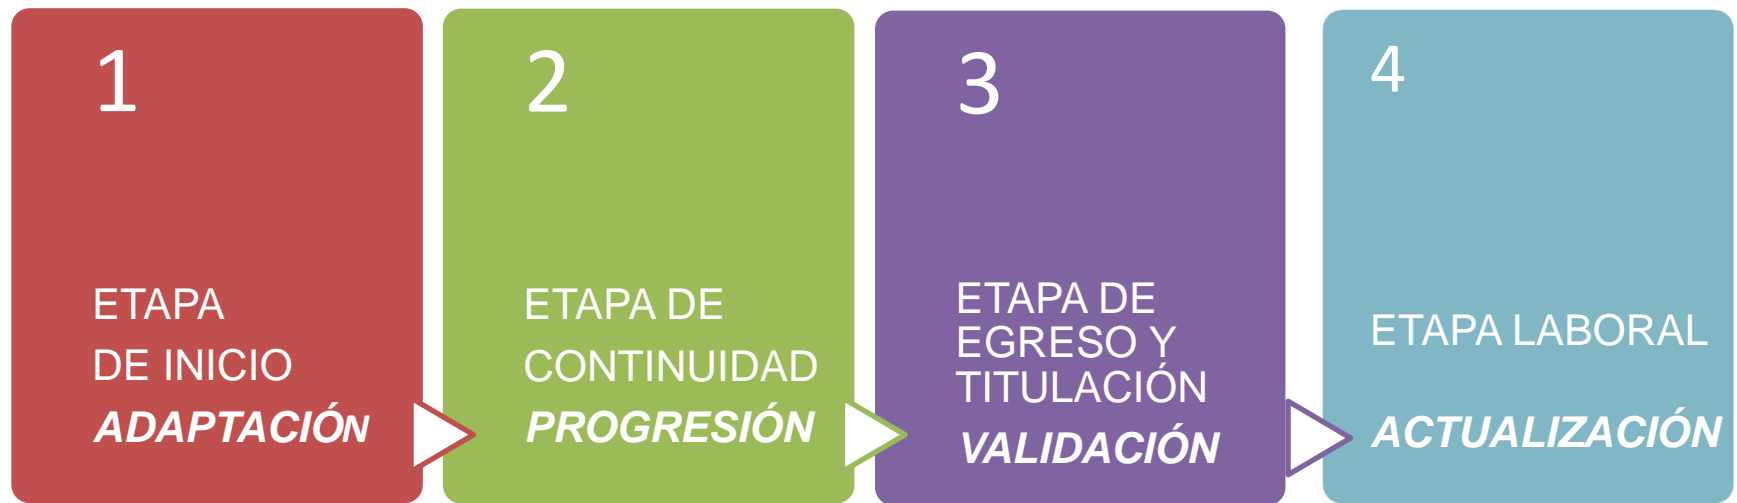 1
ETAPA
DE INICIO
ADAPTACIÓN
2
ETAPA DE
CONTINUIDAD
PROGRESIÓN
3
ETAPA DE
EGRESO Y
TITULACIÓN
VALIDACIÓN
4
ETAPA LABORAL
ACTUALIZACIÓN